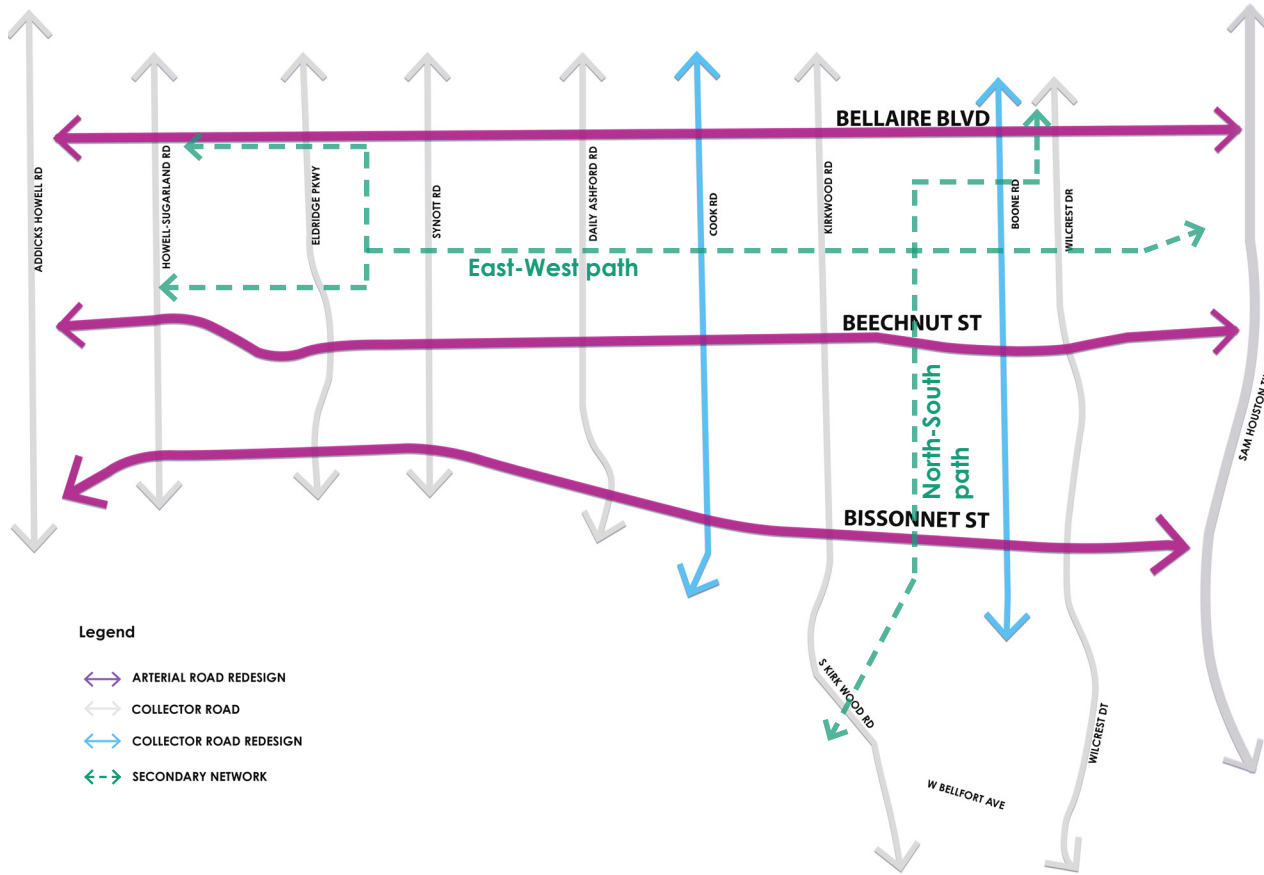 BELLAIRE BLVD
ADDICKS HOWELL RD
HOWELL-SUGARLAND RD
ELDRIDGE PKWY
SYNOTT RD
DAILY ASHFORD RD
COOK RD
KIRKWOOD RD
BOONE RD
WILCREST DR
East-West path
BEECHNUT ST
North-South
path
SAM HOUSTON
BISSONNET ST
Legend
ARTERIAL ROAD REDESIGN
COLLECTOR ROAD
COLLECTOR ROAD REDESIGN
SECONDARY NETWORK
S KIRK WOOD RD
WILCREST DT
W BELLFORT AVE